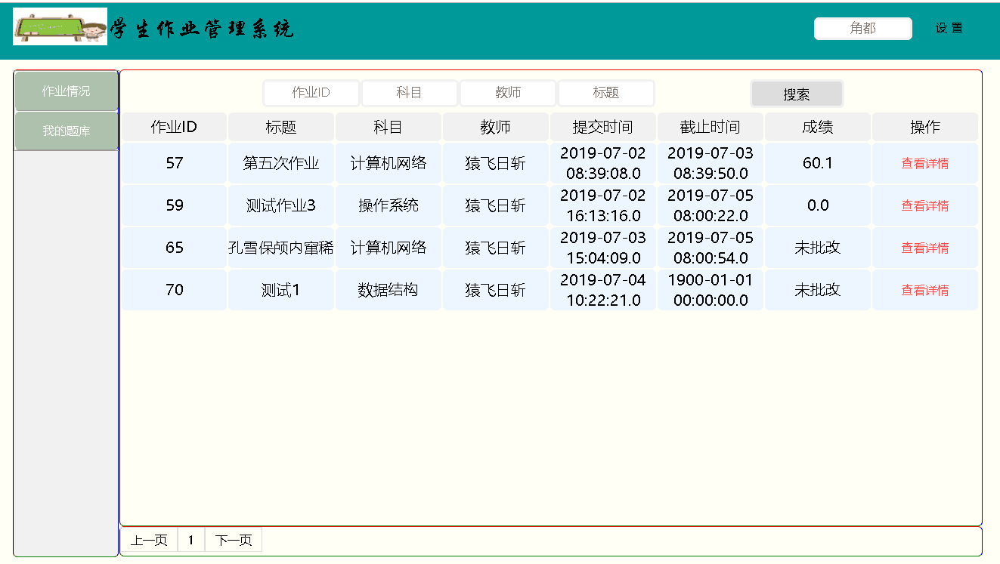 学生作业管理系统
角都
设 置
作业情况
我的题库
作业ID 科目 教师 标题 搜索
作业ID 标题 科目 教师 提交时间 截止时间 成绩 操作
57 第五次作业 计算机网络 猿飞日斩 2019-07-02 08:39:08.0 2019-07-03 08:39:50.0 60.1 查看详情
59 测试作业3 操作系统 猿飞日斩 2019-07-02 16:13:16.0 2019-07-05 08:00:22.0 0.0 查看详情
65 孔雪保颅内窜稀 计算机网络 猿飞日斩 2019-07-03 15:04:09.0 2019-07-05 08:00:54.0 未批改 查看详情
70 测试1 数据结构 猿飞日斩 2019-07-04 10:22:21.0 1900-01-01 00:00:00.0 未批改 查看详情
上一页 1 下一页